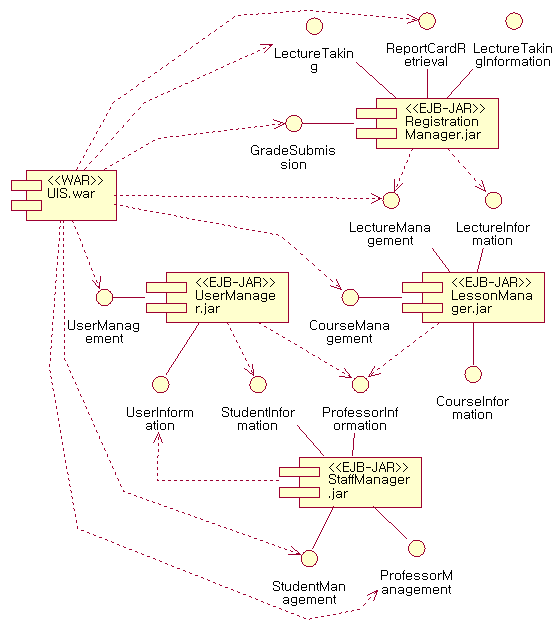 LectureTakin
g
ReportCardR
etrieval
LectureTakin
gInformation
<<EJB-JAR>>
Registration
Manager.jar
GradeSubmis
sion
<<WAR>>
UIS.war
LectureMana
gement
LectureInfor
mation
<<EJB-JAR>>
UserManage
r.jar
<<EJB-JAR>>
LessonMana
ger.jar
UserManag
ement
CourseMana
gement
UserInform
ation
StudentInfor
mation
ProfessorInf
ormation
CourseInfor
mation
<<EJB-JAR>>
StaffManager
.jar
StudentMan
agement
ProfessorM
anagement